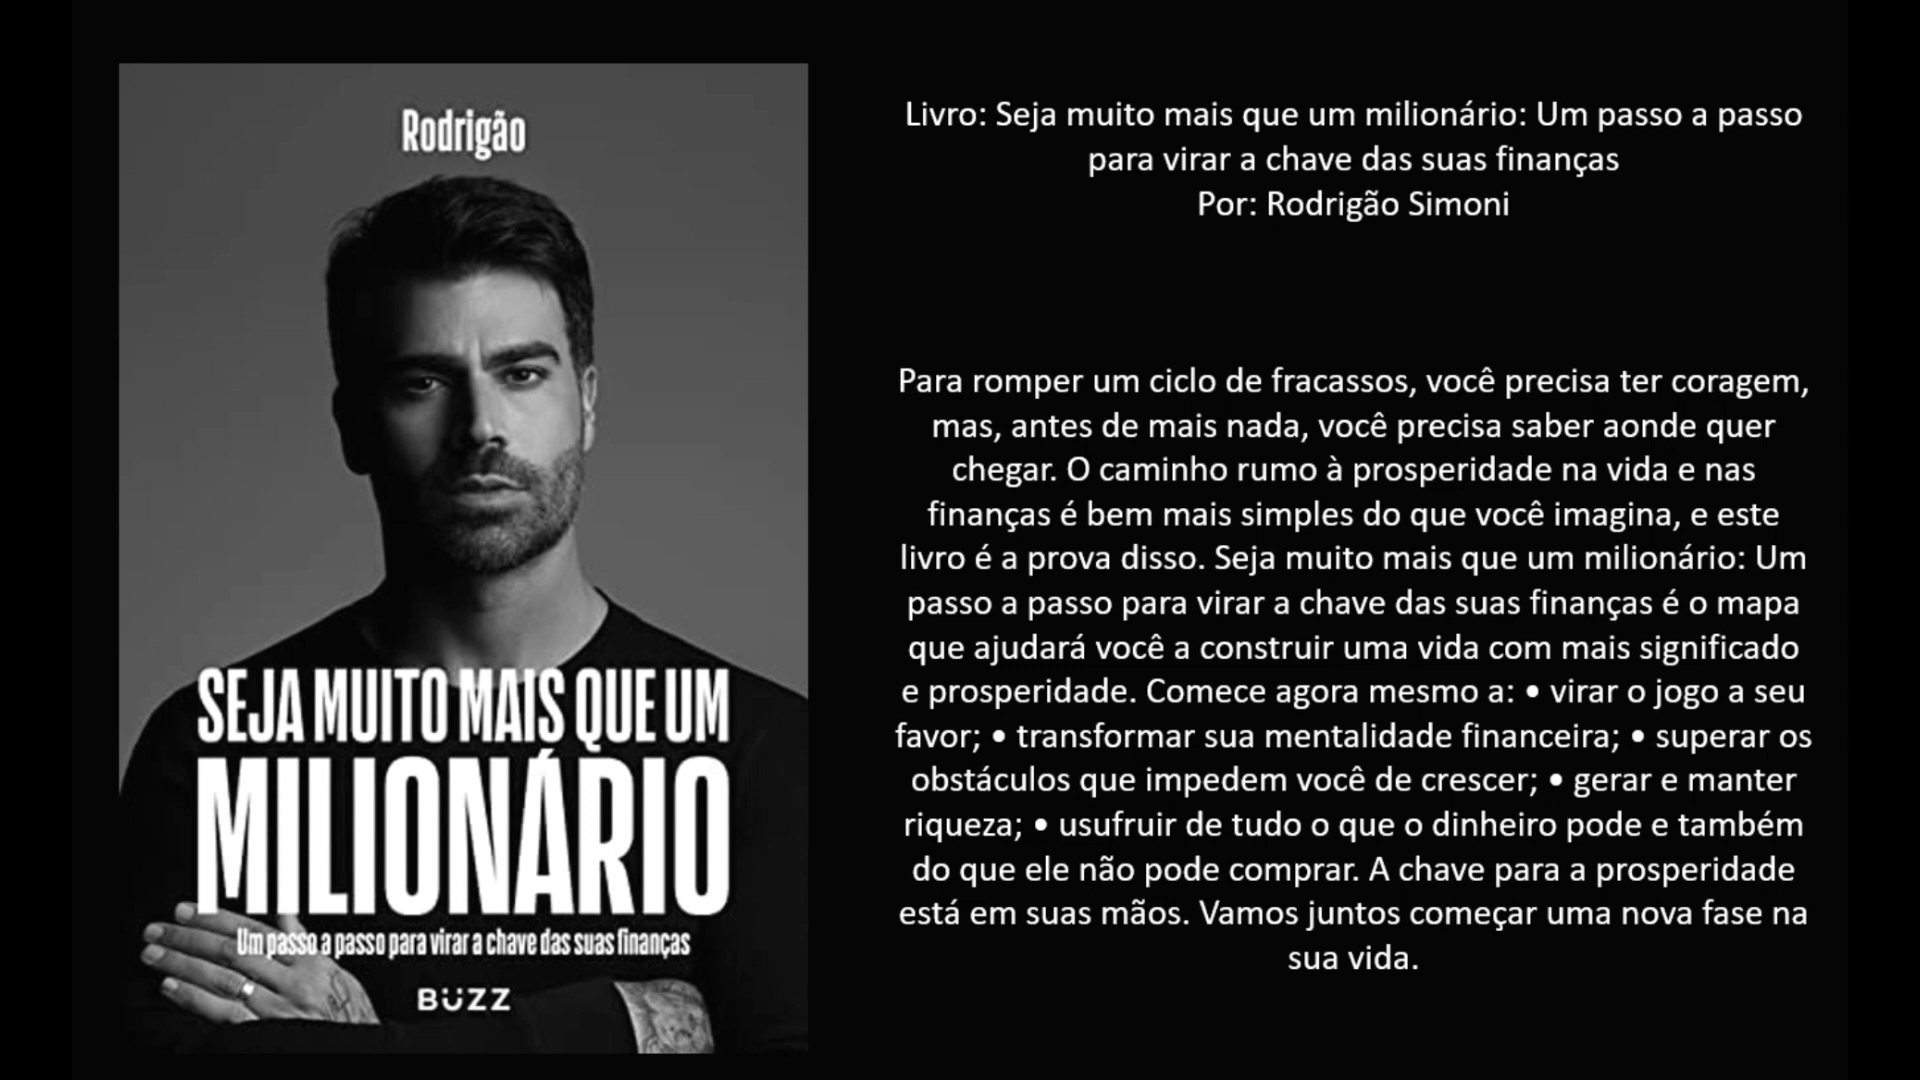 Rodrigão
SEJA MUITO MAIS QUE UM
MILIONÁRIO
Um passo a passo para virar a chave das suas finanças
BUZZ
Livro: Seja muito mais que um milionário: Um passo a passo
para virar a chave das suas finanças
Por: Rodrigão Simoni
Para romper um ciclo de fracassos, você precisa ter coragem,
mas, antes de mais nada, você precisa saber aonde quer
chegar. O caminho rumo à prosperidade na vida e nas
finanças é bem mais simples do que você imagina, e este
livro é a prova disso. Seja muito mais que um milionário: Um
passo a passo para virar a chave das suas finanças é o mapa
que ajudará você a construir uma vida com mais significado
e prosperidade. Comece agora mesmo a: • virar o jogo a seu
favor; • transformar sua mentalidade financeira; • superar os
obstáculos que impedem você de crescer; • gerar e manter
riqueza; • usufruir de tudo o que o dinheiro pode e também
do que ele não pode comprar. A chave para a prosperidade
está em suas mãos. Vamos juntos começar uma nova fase na
sua vida.